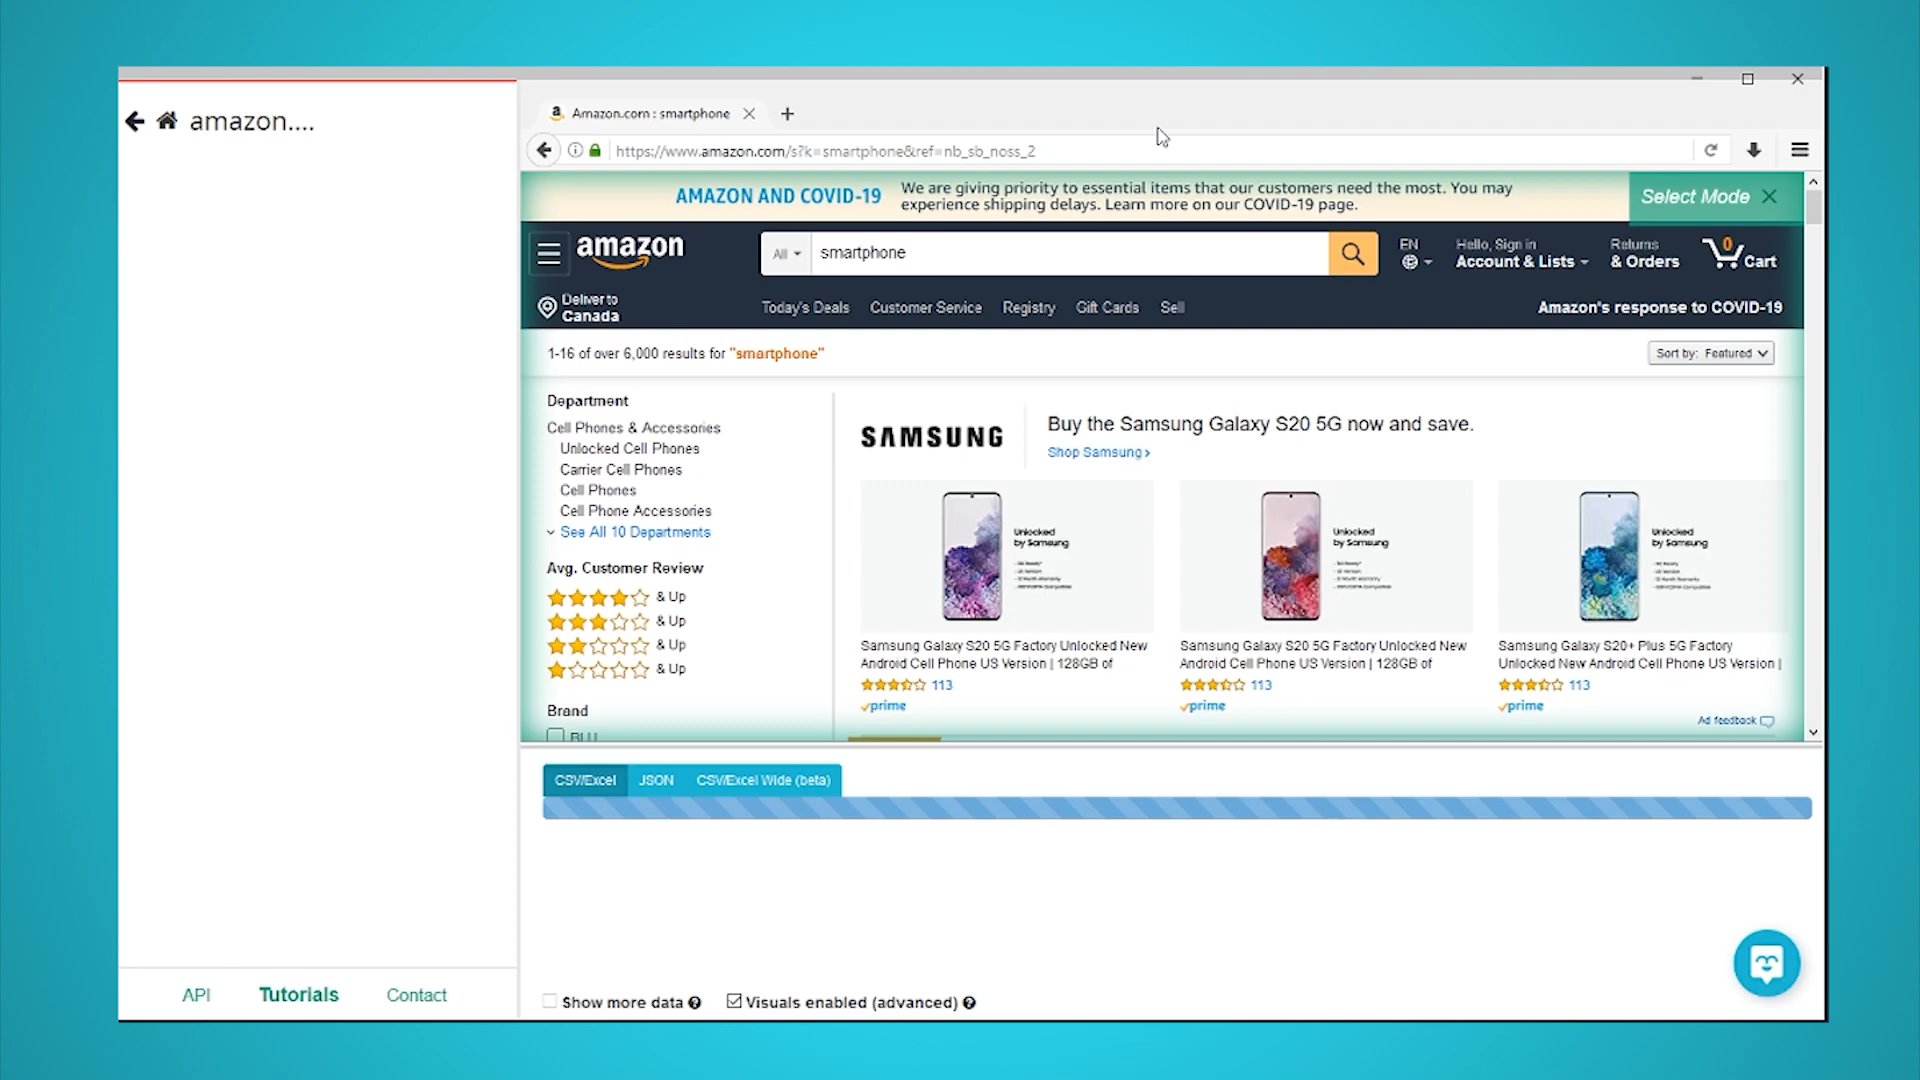 amazon....
Amazon.com : smartphone
https://www.amazon.com/s?k=smartphone&ref=nb_sb_noss_2
AMAZON AND COVID-19
We are giving priority to essential items that our customers need the most. You may
experience shipping delays. Learn more on our COVID-19 page.
Select Mode
amazon
All
smartphone
EN
Hello, Sign in
Account & Lists
Returns
& Orders
0
Cart
Deliver to
Canada
Today's Deals
Customer Service
Registry
Gift Cards
Sell
Amazon's response to COVID-19
1-16 of over 6,000 results for "smartphone"
Sort by: Featured
Department
Cell Phones & Accessories
Unlocked Cell Phones
Carrier Cell Phones
Cell Phones
Cell Phone Accessories
See All 10 Departments
Avg. Customer Review
& Up
& Up
& Up
& Up
Brand
BLU
SAMSUNG
Buy the Samsung Galaxy S20 5G now and save.
Shop Samsung ›
Unlocked
by Samsung
Unlocked
by Samsung
Unlocked
by Samsung
Samsung Galaxy S20 5G Factory Unlocked New
Android Cell Phone US Version | 128GB of
113
prime
Samsung Galaxy S20 5G Factory Unlocked New
Android Cell Phone US Version | 128GB of
113
prime
Samsung Galaxy S20+ Plus 5G Factory
Unlocked New Android Cell Phone US Version |
113
prime
Ad feedback
CSV/Excel
JSON
CSV/Excel Wide (beta)
Show more data
Visuals enabled (advanced)
API
Tutorials
Contact